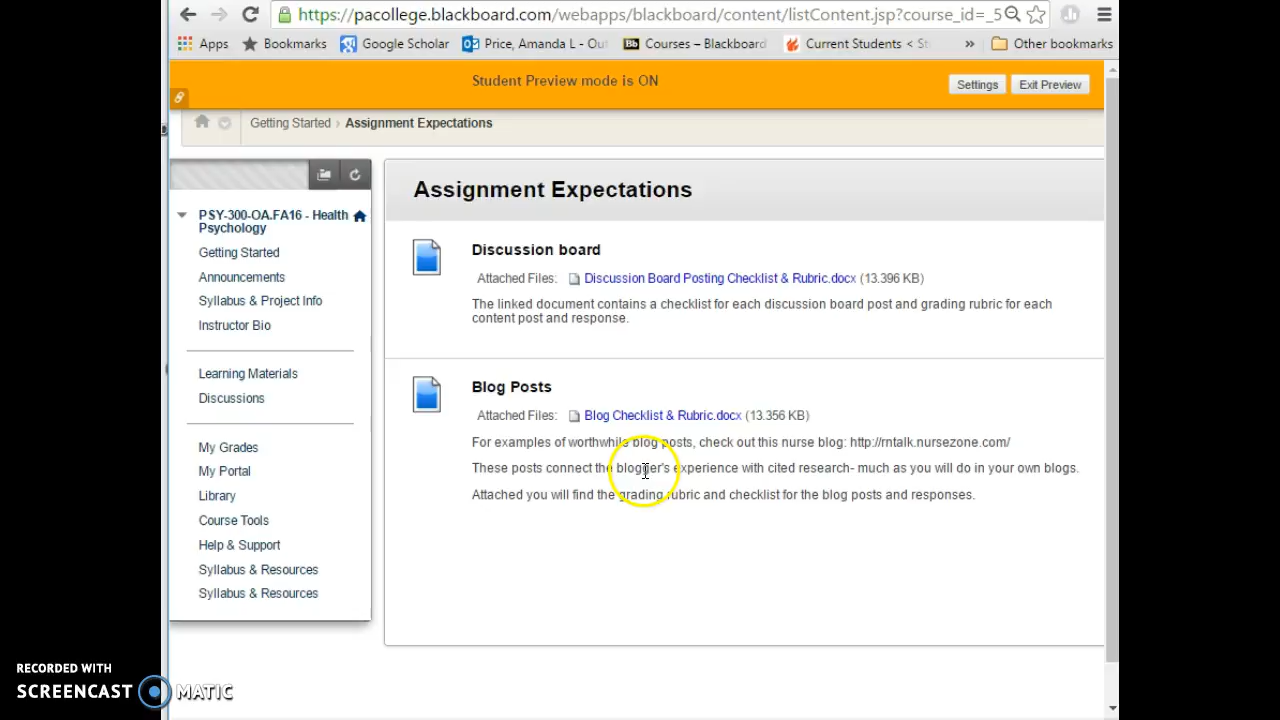 https://pacollege.blackboard.com/webapps/blackboard/content/listContent.jsp?course_id=_5
Apps Bookmarks Google Scholar Price, Amanda L - Out Bb Courses – Blackboard Current Students < St » Other bookmarks
Student Preview mode is ON
Settings Exit Preview
Getting Started > Assignment Expectations
PSY-300-OA.FA16 - Health
Psychology
Getting Started
Announcements
Syllabus & Project Info
Instructor Bio
Learning Materials
Discussions
My Grades
My Portal
Library
Course Tools
Help & Support
Syllabus & Resources
Syllabus & Resources
Assignment Expectations
Discussion board
Attached Files: Discussion Board Posting Checklist & Rubric.docx (13.396 KB)
The linked document contains a checklist for each discussion board post and grading rubric for each
content post and response.
Blog Posts
Attached Files: Blog Checklist & Rubric.docx (13.356 KB)
For examples of worthwhile blog posts, check out this nurse blog: http://rntalk.nursezone.com/
These posts connect the blogger's experience with cited research- much as you will do in your own blogs.
Attached you will find the grading rubric and checklist for the blog posts and responses.
RECORDED WITH
SCREENCAST MATIC